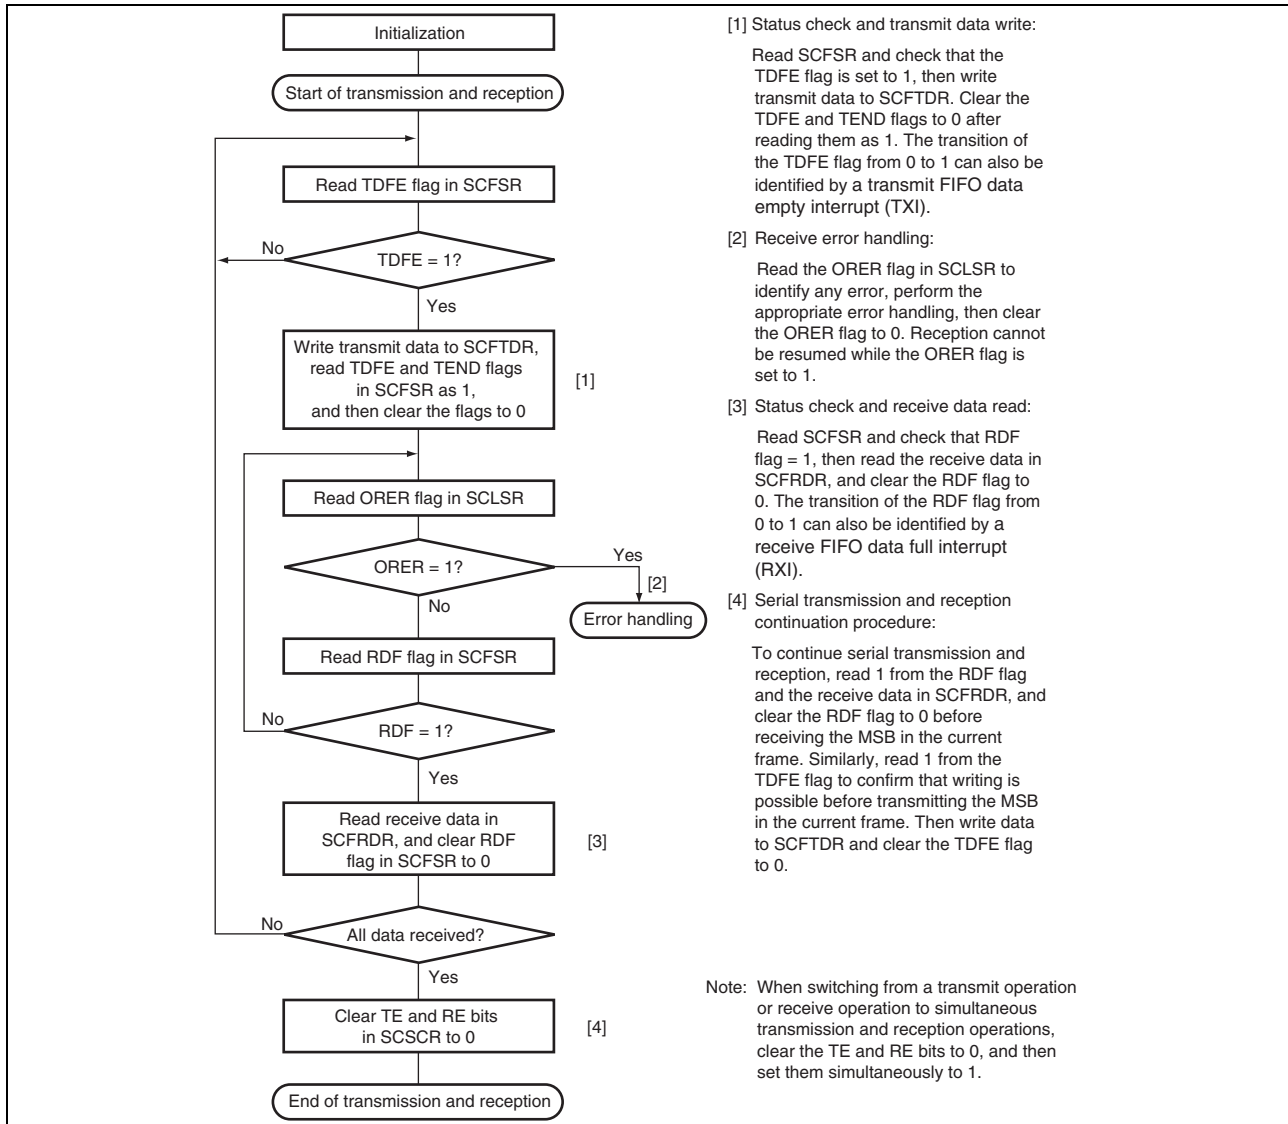 Initialization
Start of transmission and reception
Read TDFE flag in SCFSR
No
TDFE = 1?
Yes
Write transmit data to SCFTDR,
read TDFE and TEND flags
in SCFSR as 1,
and then clear the flags to 0
[1]
Read ORER flag in SCLSR
ORER = 1?
Yes
[2]
No
Error handling
Read RDF flag in SCFSR
No
RDF = 1?
Yes
Read receive data in
SCFRDR, and clear RDF
flag in SCFSR to 0
[3]
No
All data received?
Yes
Clear TE and RE bits
in SCSCR to 0
[4]
End of transmission and reception
[1] Status check and transmit data write:
Read SCFSR and check that the
TDFE flag is set to 1, then write
transmit data to SCFTDR. Clear the
TDFE and TEND flags to 0 after
reading them as 1. The transition of
the TDFE flag from 0 to 1 can also be
identified by a transmit FIFO data
empty interrupt (TXI).
[2] Receive error handling:
Read the ORER flag in SCLSR to
identify any error, perform the
appropriate error handling, then clear
the ORER flag to 0. Reception cannot
be resumed while the ORER flag is
set to 1.
[3] Status check and receive data read:
Read SCFSR and check that RDF
flag = 1, then read the receive data in
SCFRDR, and clear the RDF flag to
0. The transition of the RDF flag from
0 to 1 can also be identified by a
receive FIFO data full interrupt
(RXI).
[4] Serial transmission and reception
continuation procedure:
To continue serial transmission and
reception, read 1 from the RDF flag
and the receive data in SCFRDR, and
clear the RDF flag to 0 before
receiving the MSB in the current
frame. Similarly, read 1 from the
TDFE flag to confirm that writing is
possible before transmitting the MSB
in the current frame. Then write data
to SCFTDR and clear the TDFE flag
to 0.
Note: When switching from a transmit operation
or receive operation to simultaneous
transmission and reception operations,
clear the TE and RE bits to 0, and then
set them simultaneously to 1.